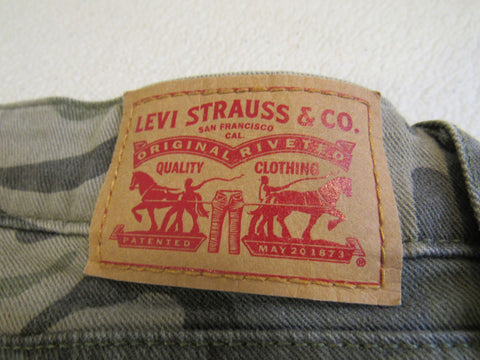 LEVI STRAUSS & CO.
SAN FRANCISCO
CAL.
ORIGINAL RIVETED
QUALITY CLOTHING
PATENTED MAY 20 1873
®